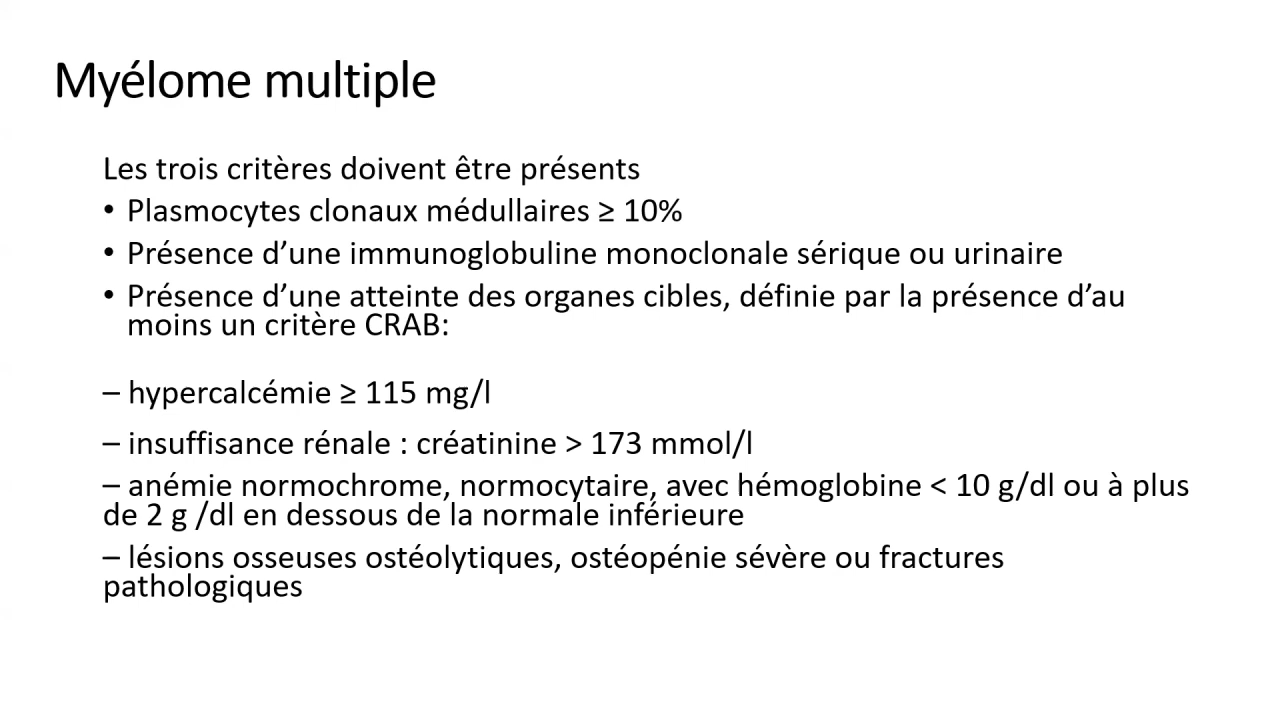 Myélome multiple
Les trois critères doivent être présents
• Plasmocytes clonaux médullaires ≥ 10%
• Présence d’une immunoglobuline monoclonale sérique ou urinaire
• Présence d’une atteinte des organes cibles, définie par la présence d’au
moins un critère CRAB:
– hypercalcémie ≥ 115 mg/l
– insuffisance rénale : créatinine > 173 mmol/l
– anémie normochrome, normocytaire, avec hémoglobine < 10 g/dl ou à plus
de 2 g /dl en dessous de la normale inférieure
– lésions osseuses ostéolytiques, ostéopénie sévère ou fractures
pathologiques